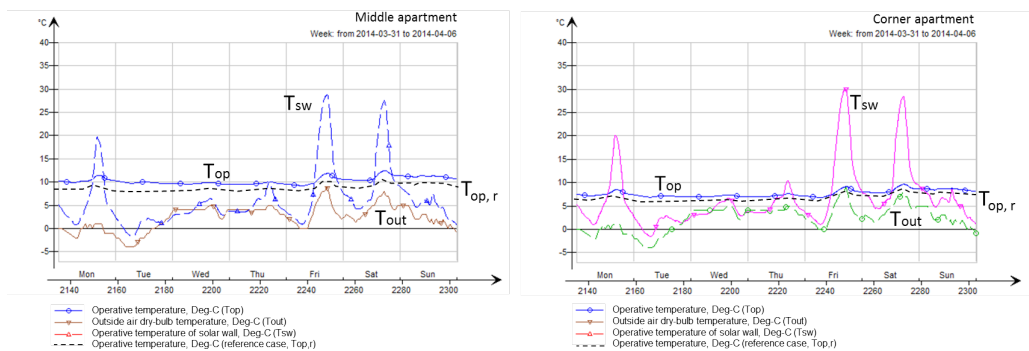 Middle apartment
°C
Week: from 2014-03-31 to 2014-04-06
40
35
30
25
20
15
10
5
0
-5
Tsw
Top
Top, r
Tout
Mon Tue Wed Thu Fri Sat Sun
2140 2160 2180 2200 2220 2240 2260 2280 2300
Operative temperature, Deg-C (Top)
Outside air dry-bulb temperature, Deg-C (Tout)
Operative temperature of solar wall, Deg-C (Tsw)
Operative temperature, Deg-C (reference case, Top,r)
Corner apartment
°C
Week: from 2014-03-31 to 2014-04-06
40
35
30
25
20
15
10
5
0
-5
Tsw
Top
Top, r
Tout
Mon Tue Wed Thu Fri Sat Sun
2140 2160 2180 2200 2220 2240 2260 2280 2300
Operative temperature, Deg-C (Top)
Outside air dry-bulb temperature, Deg-C (Tout)
Operative temperature of solar wall, Deg-C (Tsw)
Operative temperature, Deg-C (reference case, Top,r)